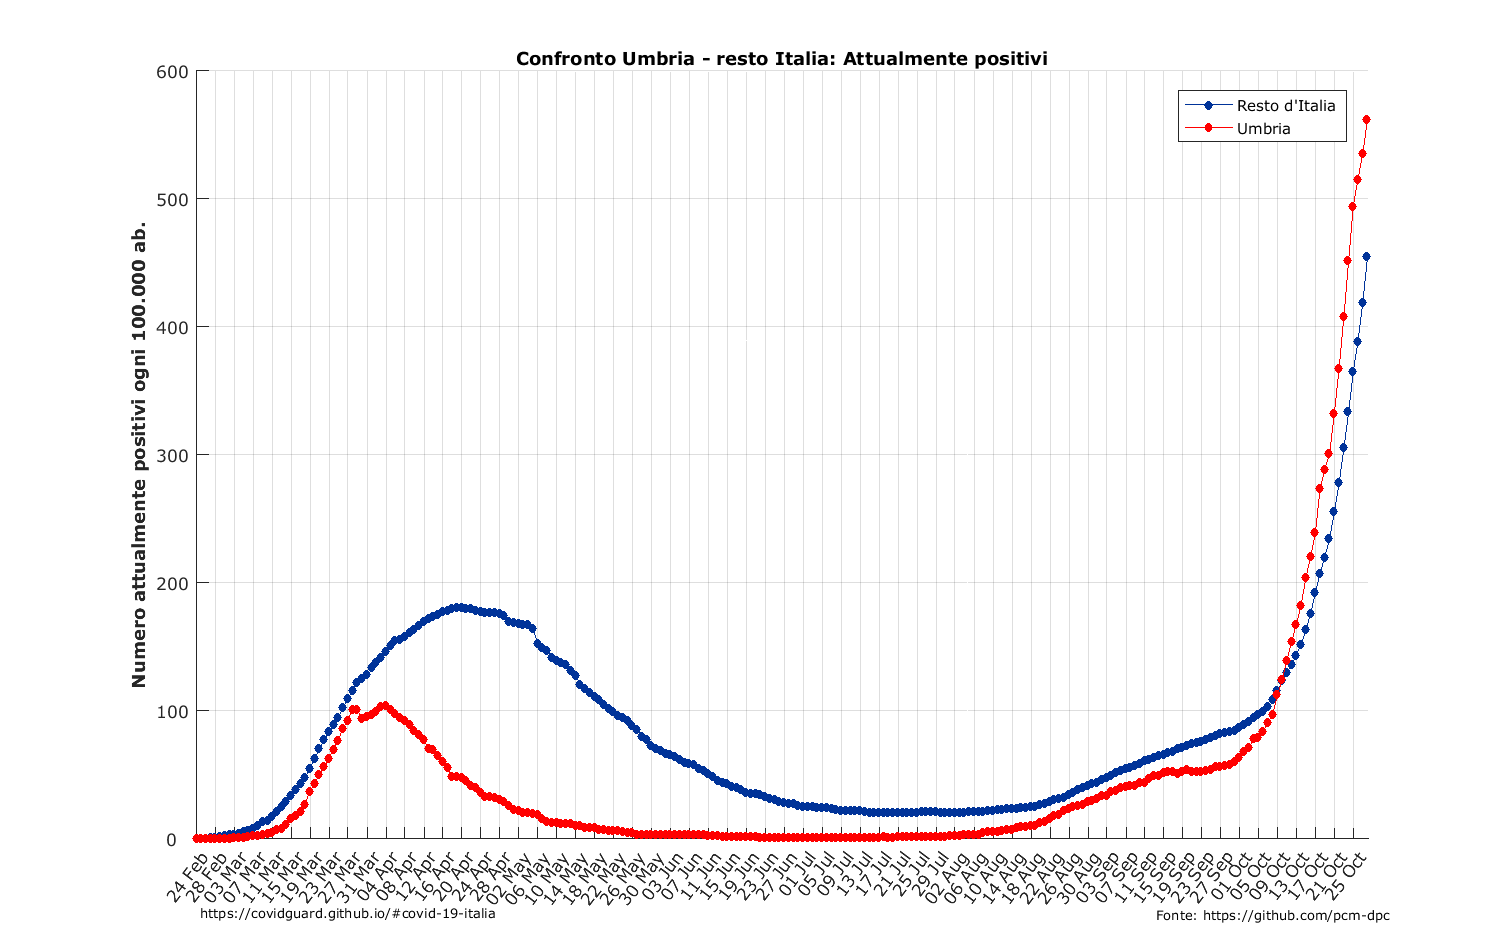 Confronto Umbria - resto Italia: Attualmente positivi
Resto d'Italia
Umbria
Numero attualmente positivi ogni 100.000 ab.
600
500
400
300
200
100
0
24 Feb
28 Feb
03 Mar
07 Mar
11 Mar
15 Mar
19 Mar
23 Mar
27 Mar
31 Mar
04 Apr
08 Apr
12 Apr
16 Apr
20 Apr
24 Apr
28 Apr
02 May
06 May
10 May
14 May
18 May
22 May
26 May
30 May
03 Jun
07 Jun
11 Jun
15 Jun
19 Jun
23 Jun
27 Jun
01 Jul
05 Jul
09 Jul
13 Jul
17 Jul
21 Jul
25 Jul
29 Jul
02 Aug
06 Aug
10 Aug
14 Aug
18 Aug
22 Aug
26 Aug
30 Aug
03 Sep
07 Sep
11 Sep
15 Sep
19 Sep
23 Sep
27 Sep
01 Oct
05 Oct
09 Oct
13 Oct
17 Oct
21 Oct
25 Oct
https://covidguard.github.io/#covid-19-italia
Fonte: https://github.com/pcm-dpc